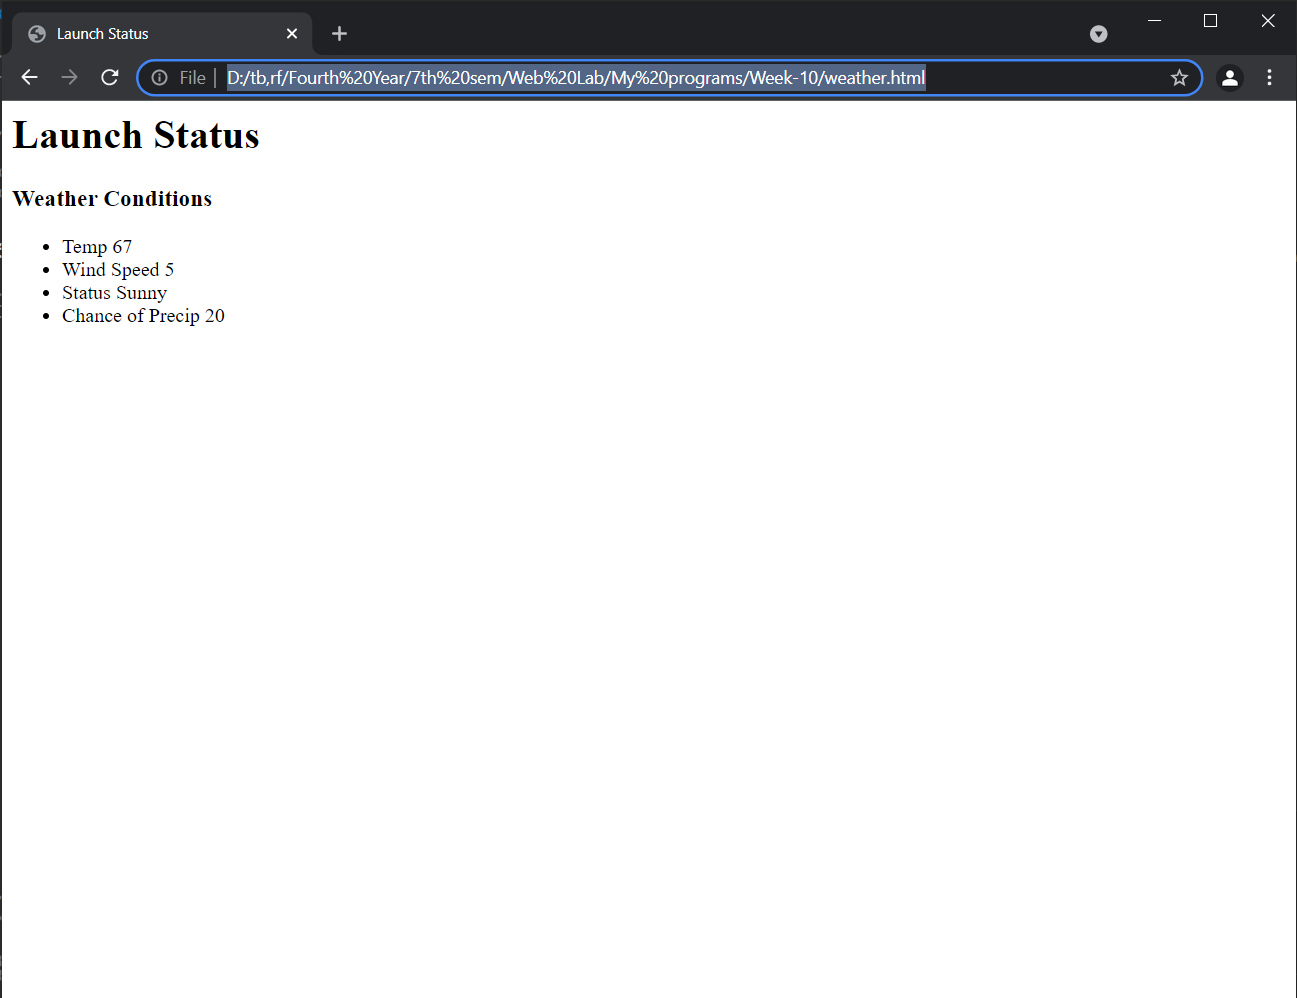 Launch Status
File | D:/tb,rf/Fourth%20Year/7th%20sem/Web%20Lab/My%20programs/Week-10/weather.html
Launch Status
Weather Conditions
• Temp 67
• Wind Speed 5
• Status Sunny
• Chance of Precip 20